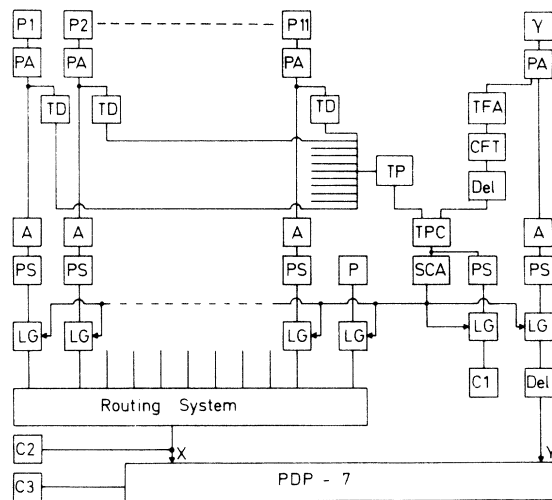 P1 P2 P11 γ
PA PA PA PA
TD TD TD TFA
CFT
TP Del
A A A TPC A
PS PS PS P SCA PS PS
LG LG LG LG LG LG
C1 Del
Routing System
C2 X Y
C3 PDP - 7